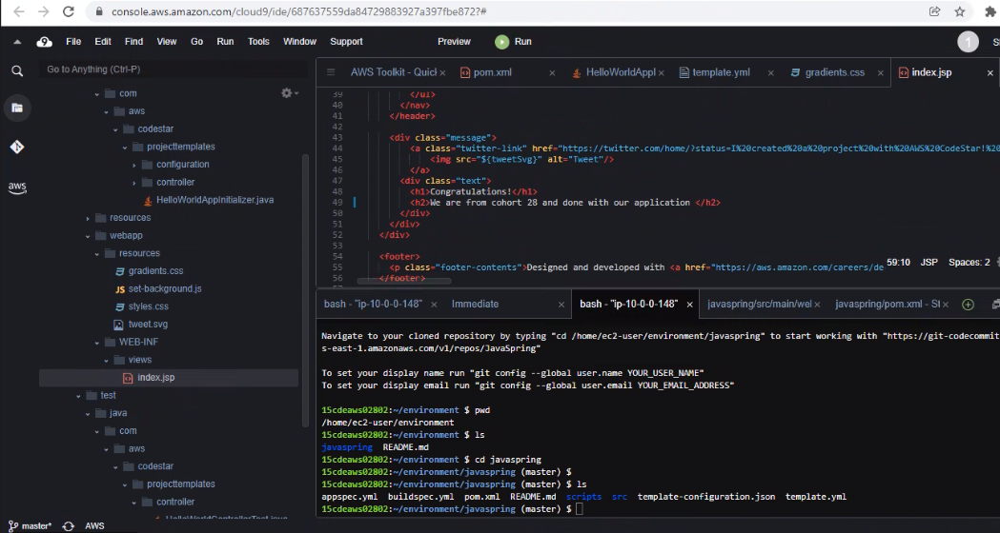 console.aws.amazon.com/cloud9/ide/687637559da84729883927a397fbe872?#
9 File Edit Find View Go Run Tools Window Support Preview Run 1
Go to Anything (Ctrl-P)
AWS Toolkit - Quicl × pom.xml × HelloWorldAppl × template.yml × gradients.css × index.jsp ×
com
aws
codestar
projecttemplates
configuration
controller
HelloWorldAppInitializer.java
resources
webapp
resources
gradients.css
JS set-background.js
styles.css
tweet.svg
WEB-INF
views
index.jsp
test
java
com
aws
codestar
projecttemplates
controller
HelloWorldControllerTest.java
aws
master* AWS
39 </ul>
40 </nav>
41 </header>
42
43 <div class="message">
44 <a class="twitter-link" href="https://twitter.com/home/?status=I%20created%20a%20project%20with%20AWS%20CodeStar!%20
45 <img src="${tweetSvg}" alt="Tweet"/>
46 </a>
47 <div class="text">
48 <h1>Congratulations!</h1>
49 <h2>We are from cohort 28 and done with our application </h2>
50 </div>
51 </div>
52 </div>
53
54 <footer>
55 <p class="footer-contents">Designed and developed with <a href="https://aws.amazon.com/careers/de
56 </footer>
59:10 JSP Spaces: 2
bash - "ip-10-0-0-148" × Immediate × bash - "ip-10-0-0-148" × javaspring/src/main/wel × javaspring/pom.xml - St ×
Navigate to your cloned repository by typing "cd /home/ec2-user/environment/javaspring" to start working with "https://git-codecommit
s-east-1.amazonaws.com/v1/repos/JavaSpring"
To set your display name run "git config --global user.name YOUR_USER_NAME"
To set your display email run "git config --global user.email YOUR_EMAIL_ADDRESS"
15cdeaws02802:~/environment $ pwd
/home/ec2-user/environment
15cdeaws02802:~/environment $ ls
javaspring README.md
15cdeaws02802:~/environment $ cd javaspring
15cdeaws02802:~/environment/javaspring (master) $
15cdeaws02802:~/environment/javaspring (master) $ ls
appspec.yml buildspec.yml pom.xml README.md scripts src template-configuration.json template.yml
15cdeaws02802:~/environment/javaspring (master) $